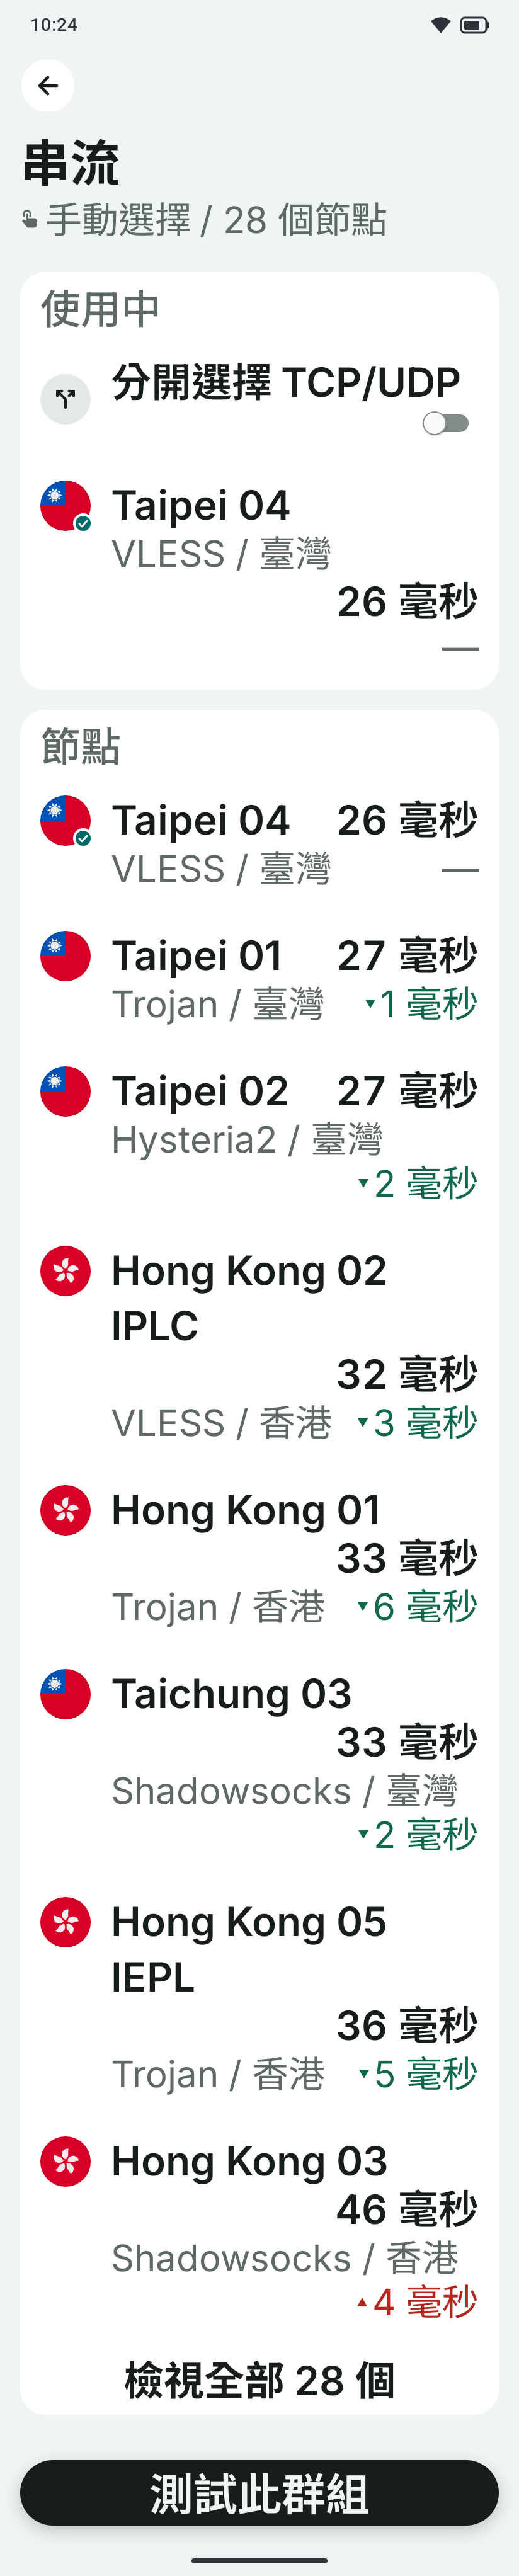 10:24
串流
手動選擇 / 28 個節點
使用中
分開選擇 TCP/UDP
Taipei 04
VLESS / 臺灣
26 毫秒
—
節點
Taipei 04 26 毫秒
VLESS / 臺灣 —
Taipei 01 27 毫秒
Trojan / 臺灣 ▼1 毫秒
Taipei 02 27 毫秒
Hysteria2 / 臺灣
▼2 毫秒
Hong Kong 02
IPLC
32 毫秒
VLESS / 香港 ▼3 毫秒
Hong Kong 01
33 毫秒
Trojan / 香港 ▼6 毫秒
Taichung 03
33 毫秒
Shadowsocks / 臺灣
▼2 毫秒
Hong Kong 05
IEPL
36 毫秒
Trojan / 香港 ▼5 毫秒
Hong Kong 03
46 毫秒
Shadowsocks / 香港
▲4 毫秒
檢視全部 28 個
測試此群組